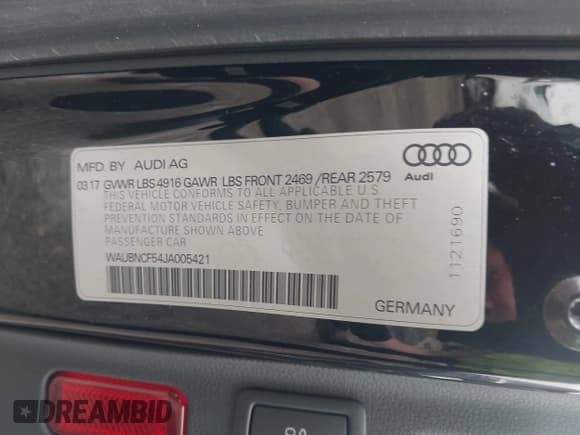 MFD. BY AUDI AG
0317 GVWR LBS 4916 GAWR LBS FRONT 2469 /REAR 2579
THIS VEHICLE CONFORMS TO ALL APPLICABLE U S
FEDERAL MOTOR VEHICLE SAFETY, BUMPER AND THEFT
PREVENTION STANDARDS IN EFFECT ON THE DATE OF
MANUFACTURE SHOWN ABOVE
PASSENGER CAR
WAUBNCF54JA005421
Audi
1121690
GERMANY
DREAMBID